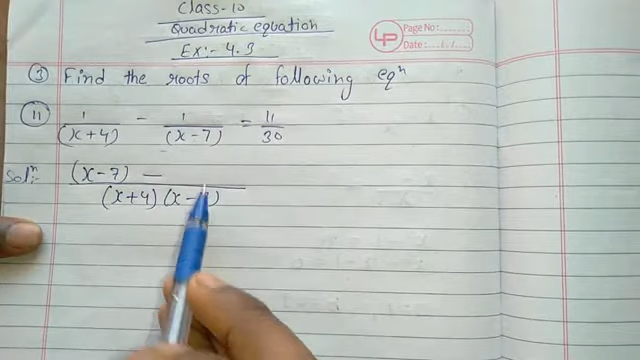 Class-10
Quadratic equation
Ex:- 4.3
LP Page No:
Date:
③ Find the roots of following eqⁿ
(ii) 1/(x+4) - 1/(x-7) = 11/30
Solⁿ:- (x-7) - / (x+4)(x-